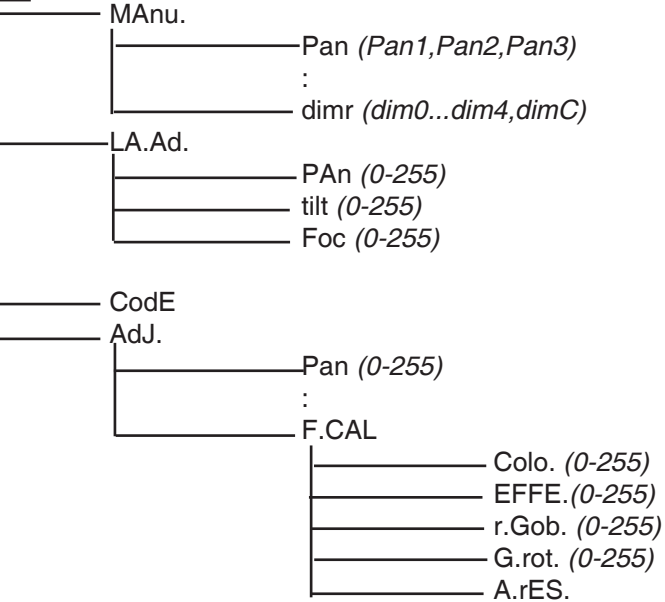 MAnu.
Pan (Pan1,Pan2,Pan3)
:
dimr (dim0...dim4,dimC)
LA.Ad.
PAn (0-255)
tilt (0-255)
Foc (0-255)
CodE
AdJ.
Pan (0-255)
:
F.CAL
Colo. (0-255)
EFFE.(0-255)
r.Gob. (0-255)
G.rot. (0-255)
A.rES.